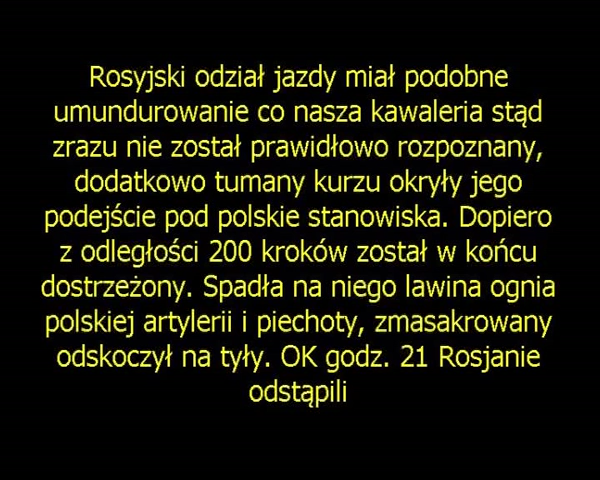 Rosyjski odział jazdy miał podobne
umundurowanie co nasza kawaleria stąd
zrazu nie został prawidłowo rozpoznany,
dodatkowo tumany kurzu okryły jego
podejście pod polskie stanowiska. Dopiero
z odległości 200 kroków został w końcu
dostrzeżony. Spadła na niego lawina ognia
polskiej artylerii i piechoty, zmasakrowany
odskoczył na tyły. OK godz. 21 Rosjanie
odstąpili